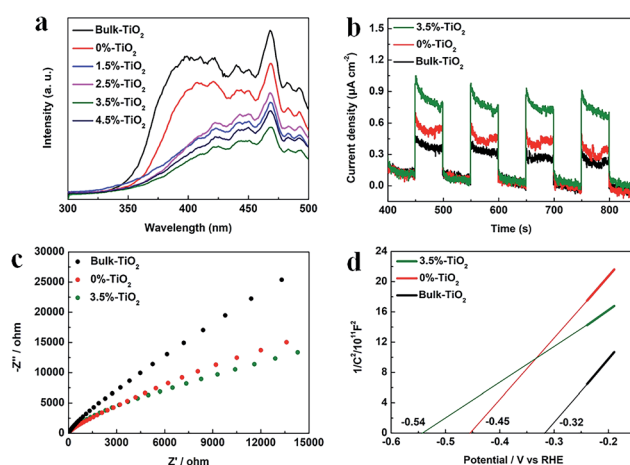 a
Bulk-TiO2
0%-TiO2
1.5%-TiO2
2.5%-TiO2
3.5%-TiO2
4.5%-TiO2
Intensity (a. u.)
300 350 400 450 500
Wavelength (nm)
b
3.5%-TiO2
0%-TiO2
Bulk-TiO2
Current density (μA cm-2)
1.5
1.2
0.9
0.6
0.3
0.0
400 500 600 700 800
Time (s)
c
Bulk-TiO2
0%-TiO2
3.5%-TiO2
-Z'' / ohm
30000
25000
20000
15000
10000
5000
0
0 3000 6000 9000 12000 15000
Z' / ohm
d
3.5%-TiO2
0%-TiO2
Bulk-TiO2
1/C2/1011F2
24
20
16
12
8
4
0
-0.54 -0.45 -0.32
-0.6 -0.5 -0.4 -0.3 -0.2
Potential / V vs RHE